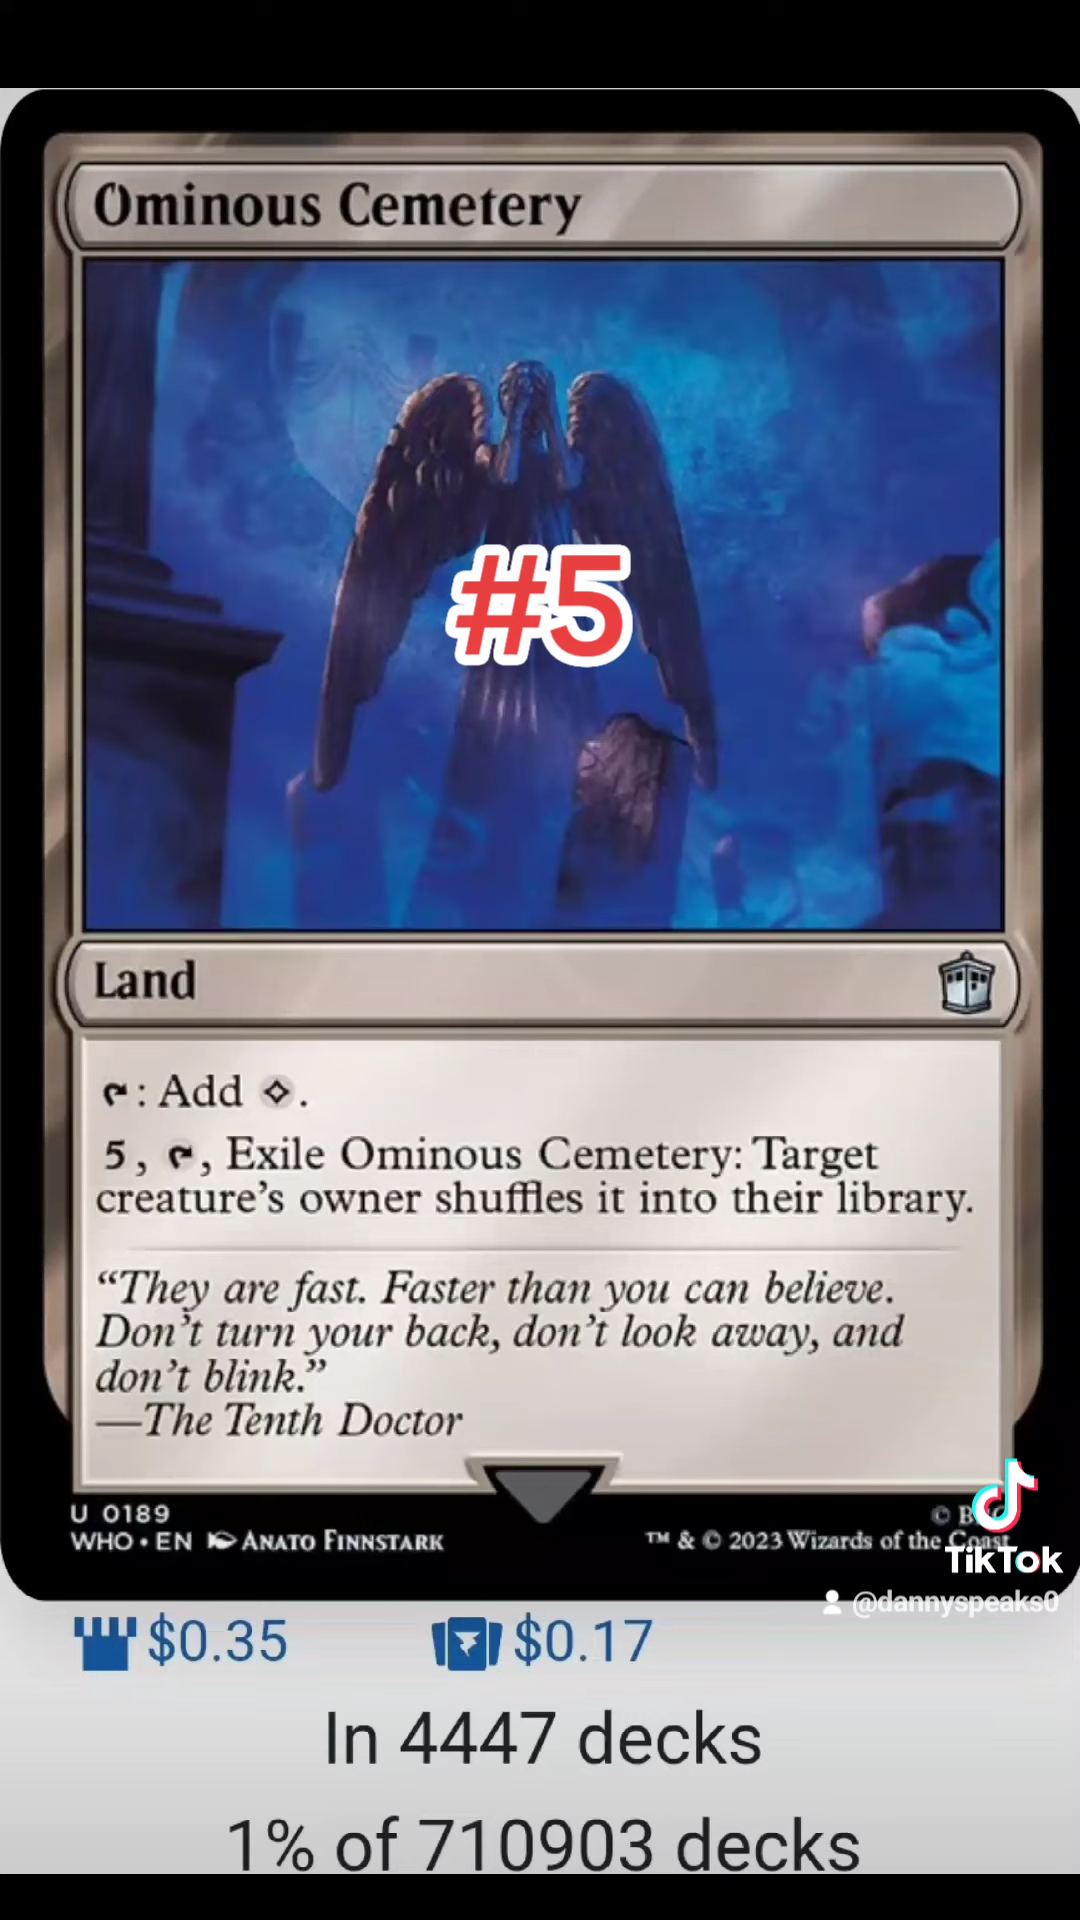 Ominous Cemetery
#5
Land
: Add .
5, , Exile Ominous Cemetery: Target
creature's owner shuffles it into their library.
“They are fast. Faster than you can believe.
Don't turn your back, don't look away, and
don't blink.”
—The Tenth Doctor
U 0189
WHO • EN ANATO FINNSTARK
™ & © 2023 Wizards of the Coast
TikTok
@dannyspeaks0
$0.35 $0.17
In 4447 decks
1% of 710903 decks